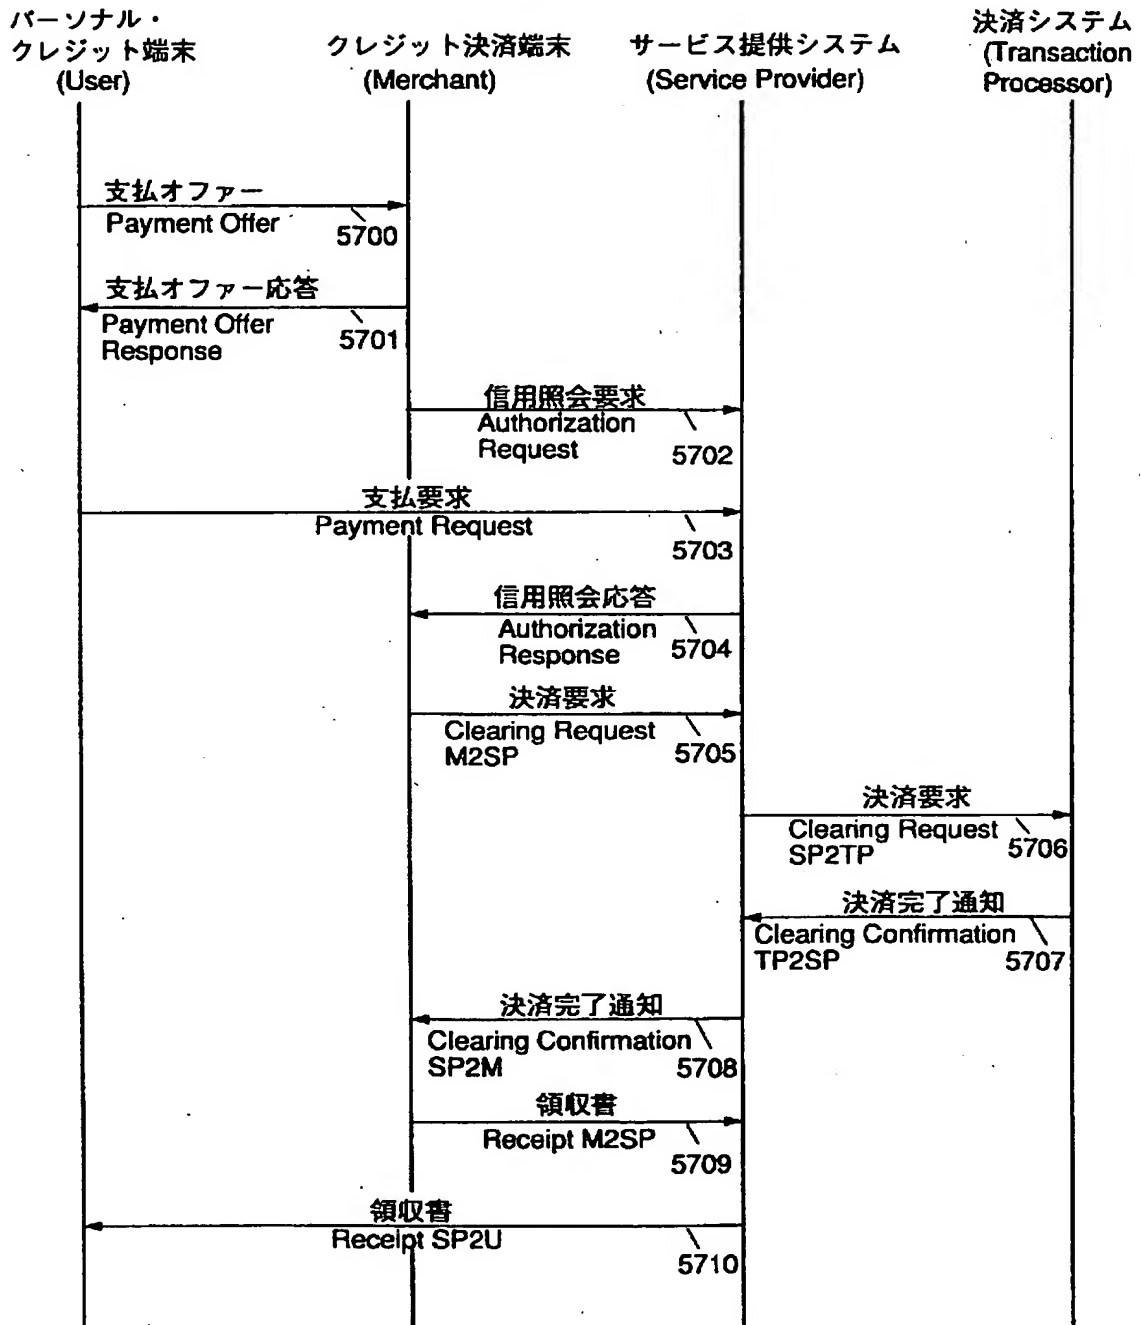 パーソナル・
クレジット端末
(User)
クレジット決済端末
(Merchant)
サービス提供システム
(Service Provider)
決済システム
(Transaction
Processor)
支払オファー
Payment Offer
5700
支払オファー応答
Payment Offer
Response
5701
信用照会要求
Authorization
Request
5702
支払要求
Payment Request
5703
信用照会応答
Authorization
Response
5704
決済要求
Clearing Request
M2SP
5705
決済要求
Clearing Request
SP2TP
5706
決済完了通知
Clearing Confirmation
TP2SP
5707
決済完了通知
Clearing Confirmation
SP2M
5708
領収書
Receipt M2SP
5709
領収書
Receipt SP2U
5710